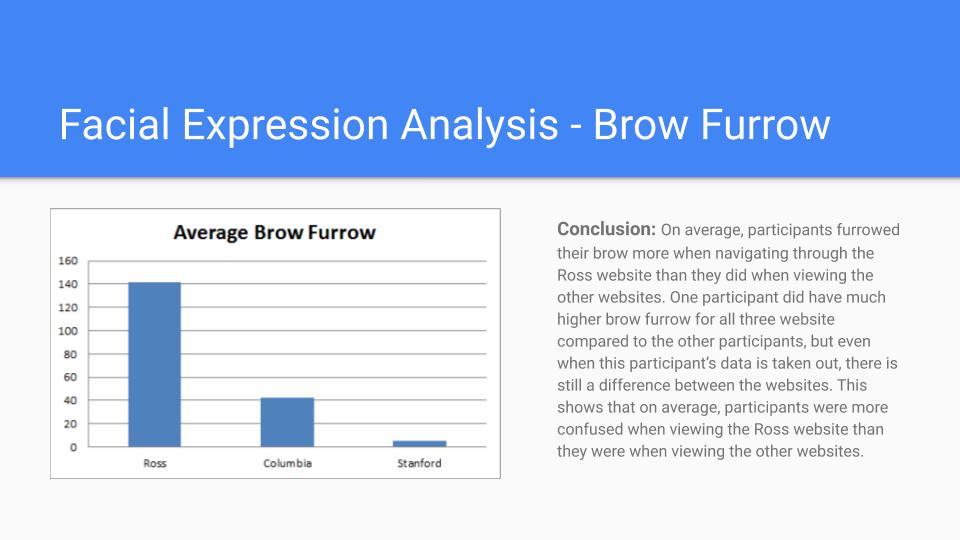 Facial Expression Analysis - Brow Furrow
Average Brow Furrow
160
140
120
100
80
60
40
20
0
Ross
Columbia
Stanford
Conclusion: On average, participants furrowed
their brow more when navigating through the
Ross website than they did when viewing the
other websites. One participant did have much
higher brow furrow for all three website
compared to the other participants, but even
when this participant’s data is taken out, there is
still a difference between the websites. This
shows that on average, participants were more
confused when viewing the Ross website than
they were when viewing the other websites.